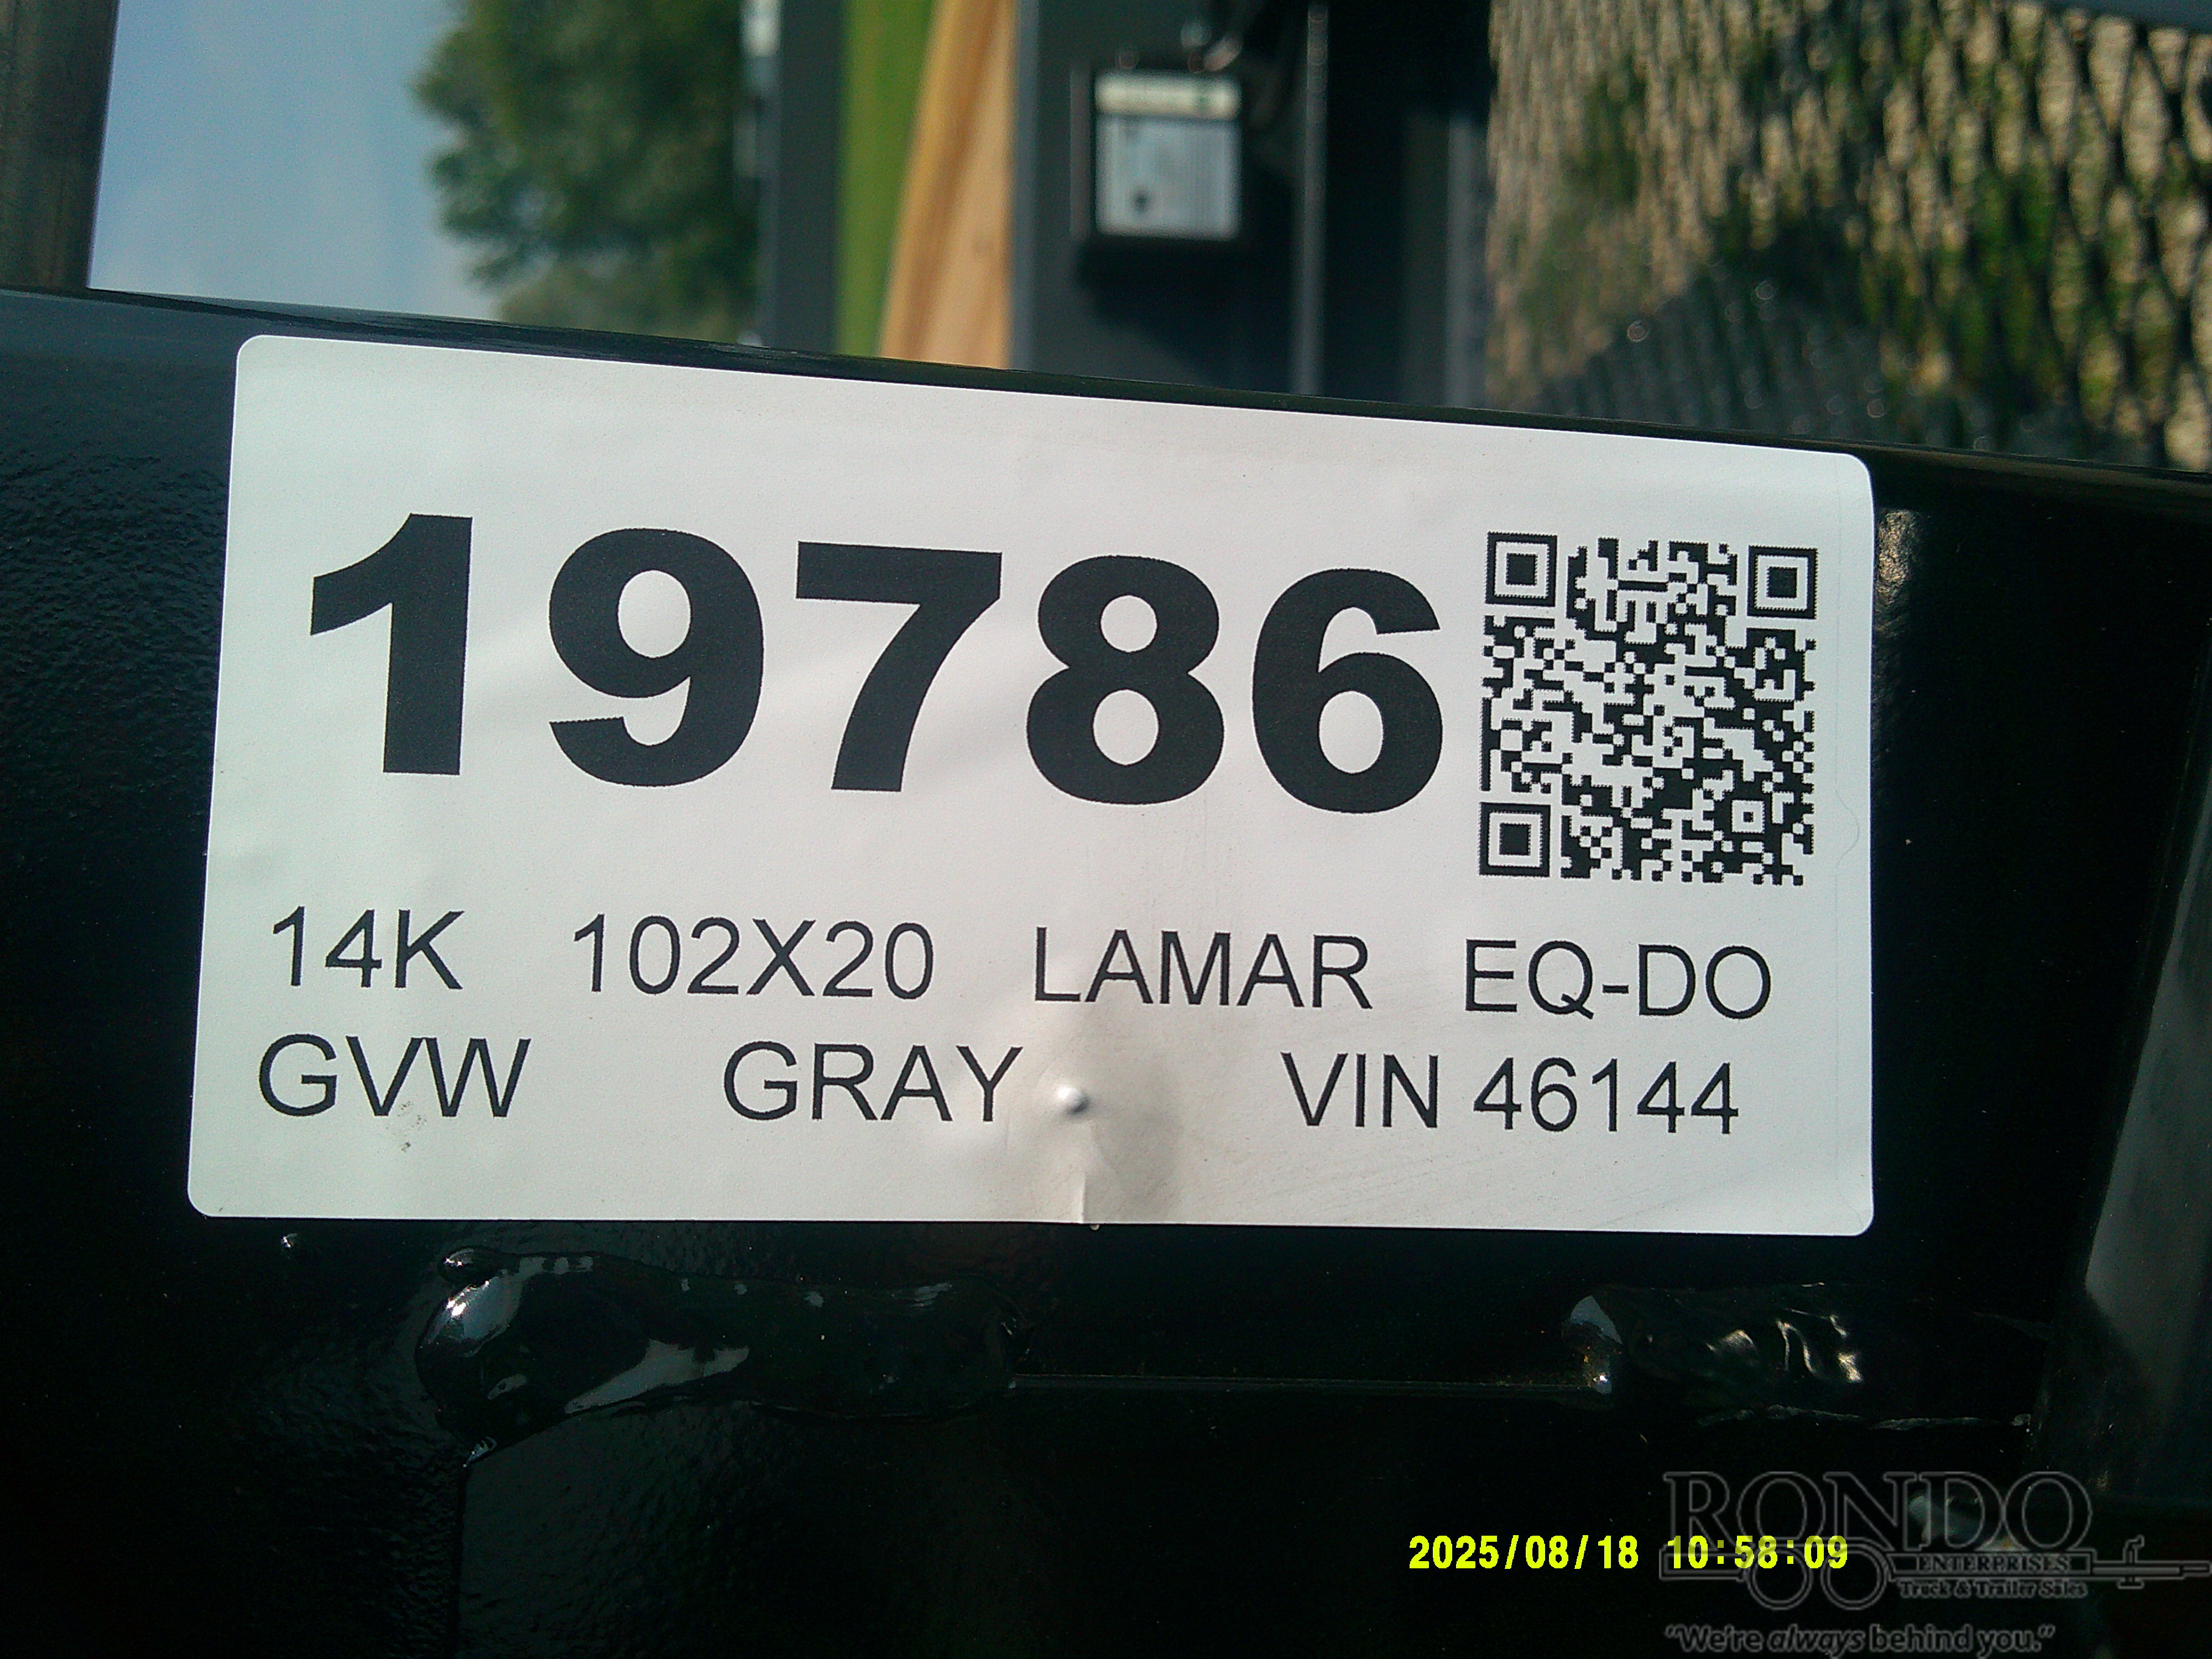 19786
14K 102X20 LAMAR EQ-DO
GVW GRAY VIN 46144
2025/08/18 10:58:09
RONDO
ENTERPRISES
Truck & Trailer Sales
"We're always behind you."